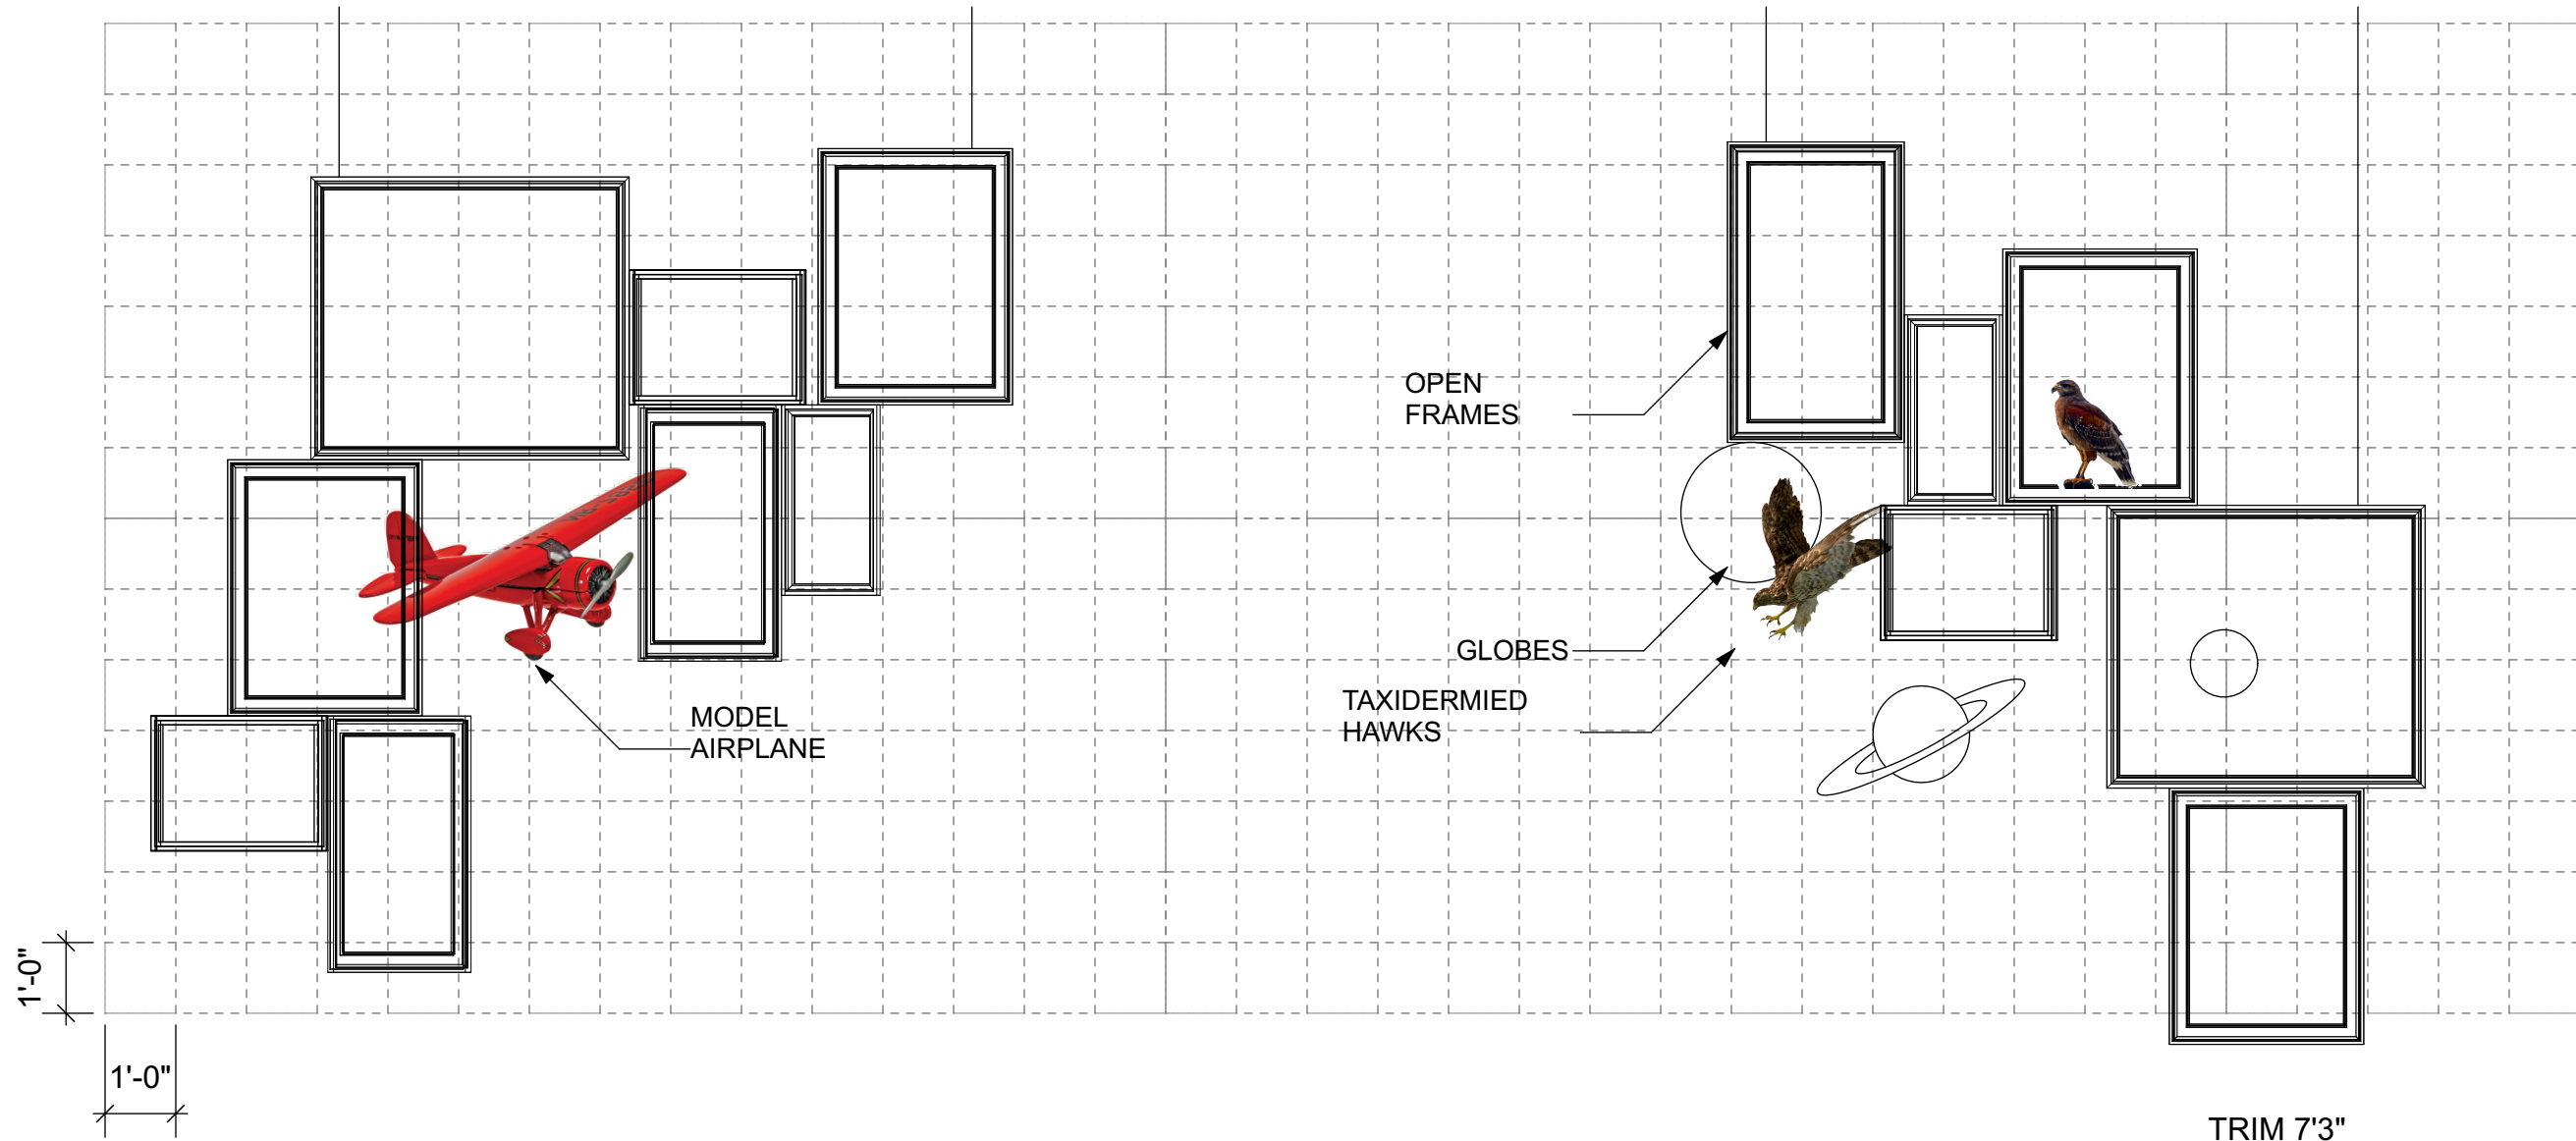 OPEN
FRAMES
GLOBES
TAXIDERMIED
HAWKS
MODEL
AIRPLANE
1'-0"
1'-0"
TRIM 7'3"